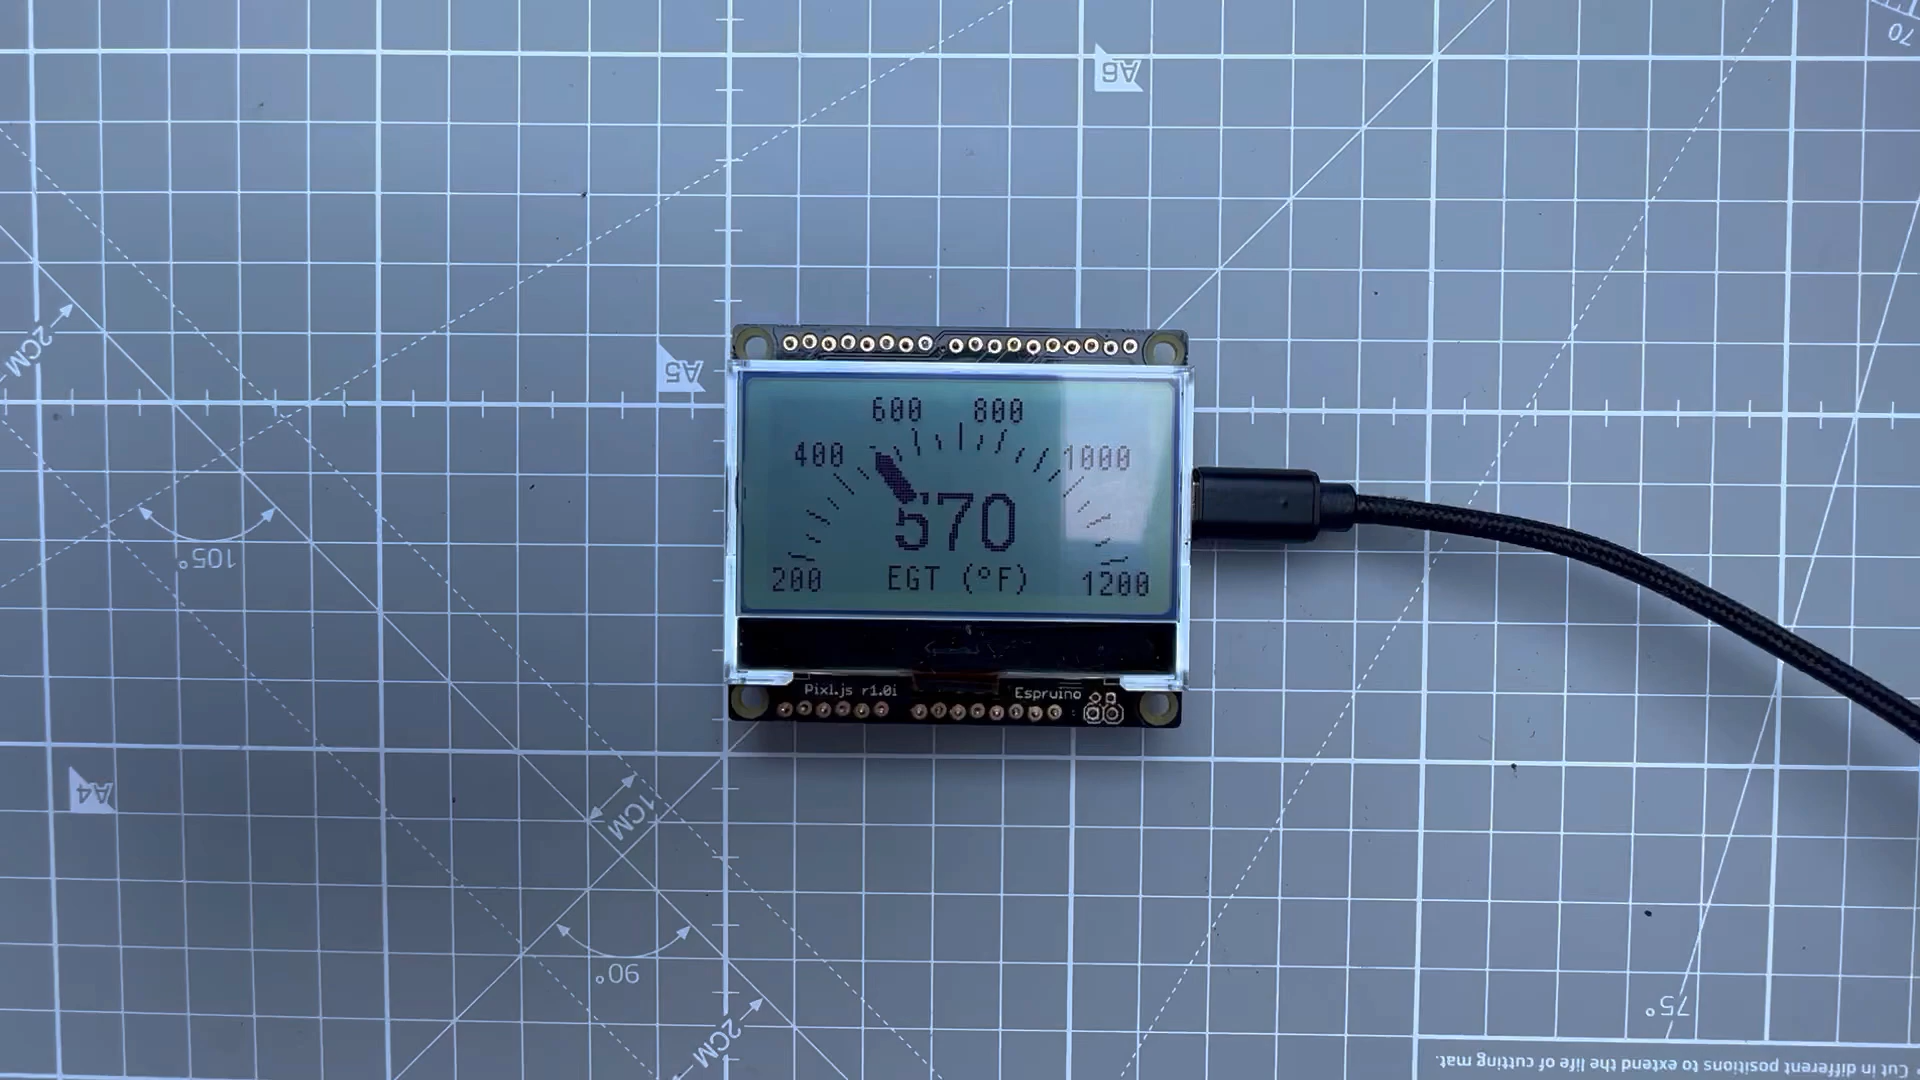 70
A6
2CM
A5
600 800
400 1000
570
200 EGT (°F) 1200
105°
Pixl.js r1.0i Espruino
A4
1CM
90°
75°
2CM
* Cut in different positions to extend the life of cutting mat.